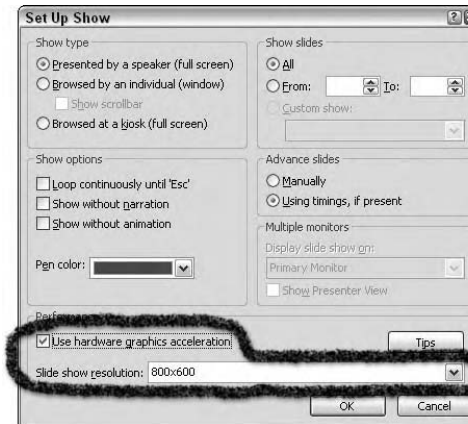 Set Up Show
Show type
Presented by a speaker (full screen)
Browsed by an individual (window)
Show scrollbar
Browsed at a kiosk (full screen)
Show slides
All
From: To:
Custom show:
Show options
Loop continuously until 'Esc'
Show without narration
Show without animation
Pen color:
Advance slides
Manually
Using timings, if present
Multiple monitors
Display slide show on:
Primary Monitor
Show Presenter View
Use hardware graphics acceleration
Tips
Slide show resolution: 800x600
OK Cancel